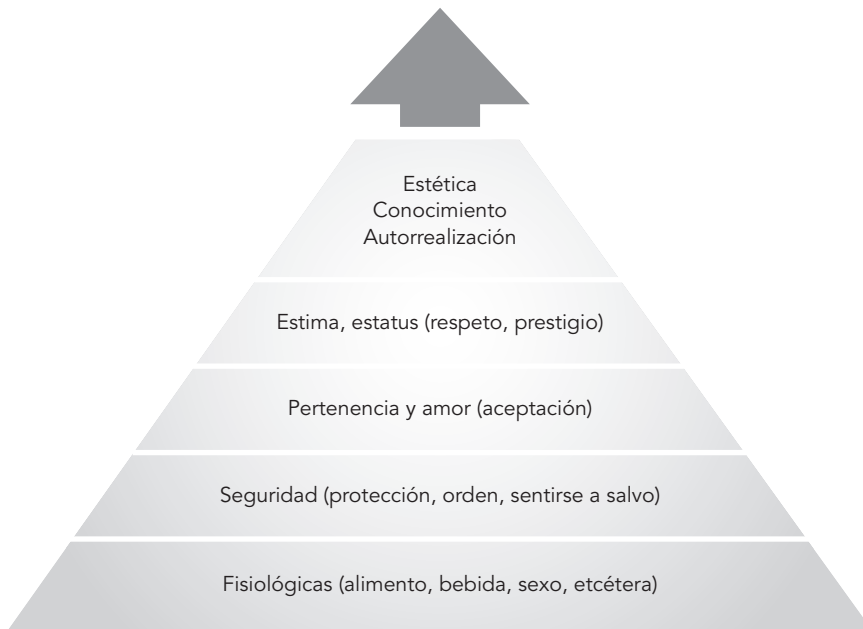 Estética
Conocimiento
Autorrealización
Estima, estatus (respeto, prestigio)
Pertenencia y amor (aceptación)
Seguridad (protección, orden, sentirse a salvo)
Fisiológicas (alimento, bebida, sexo, etcétera)